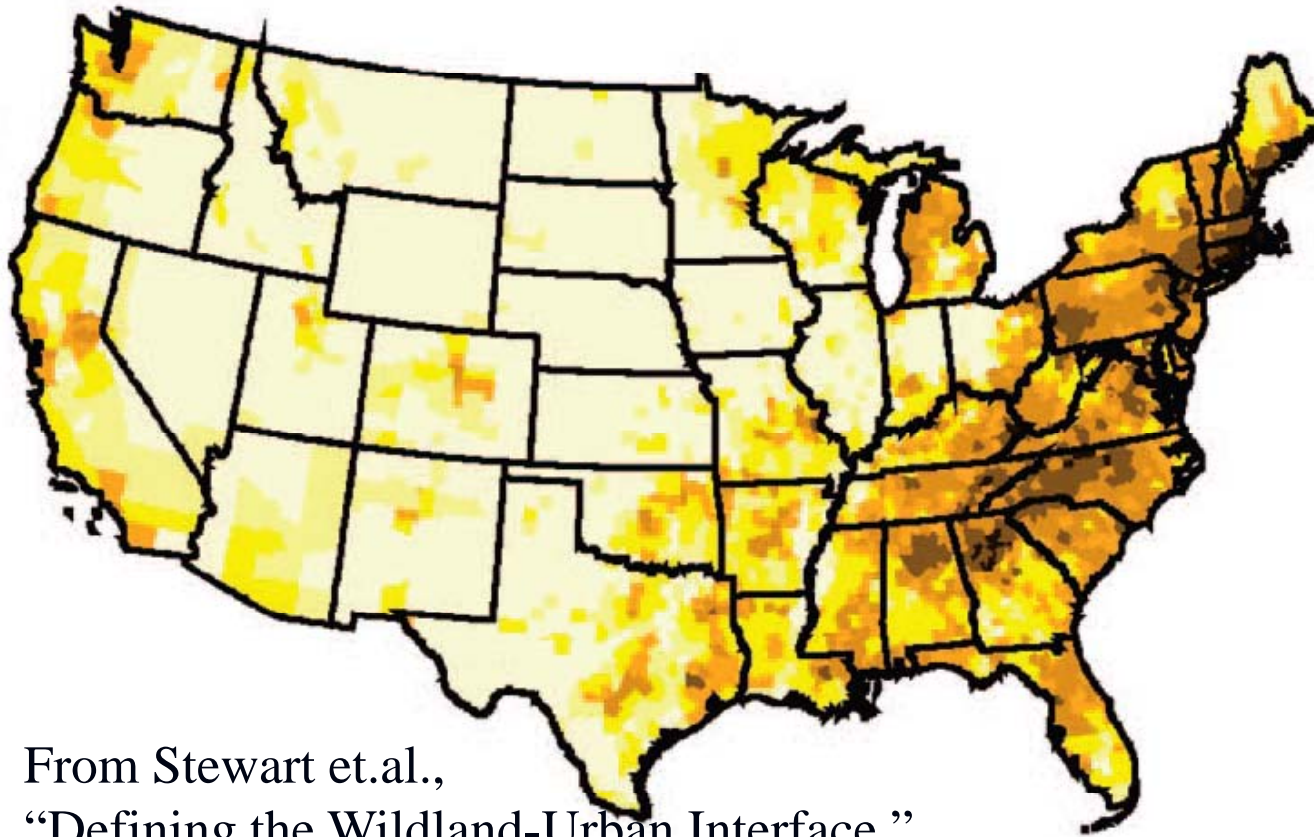 From Stewart et.al.,
“Defining the Wildland-Urban Interface,”